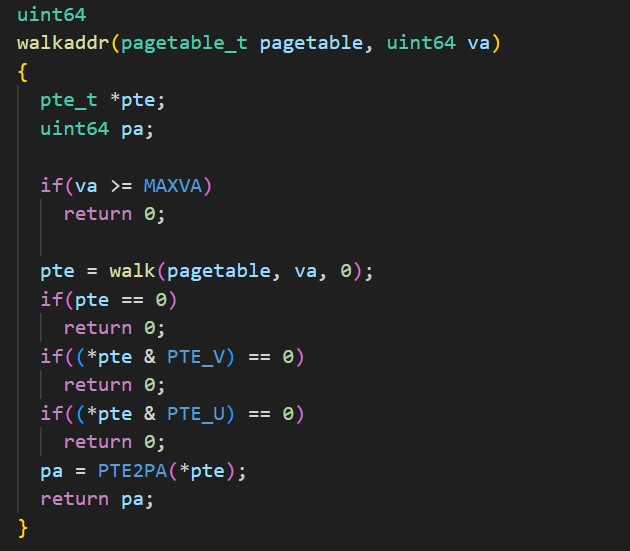 uint64
walkaddr(pagetable_t pagetable, uint64 va)
{
  pte_t *pte;
  uint64 pa;

  if(va >= MAXVA)
    return 0;

  pte = walk(pagetable, va, 0);
  if(pte == 0)
    return 0;
  if((*pte & PTE_V) == 0)
    return 0;
  if((*pte & PTE_U) == 0)
    return 0;
  pa = PTE2PA(*pte);
  return pa;
}